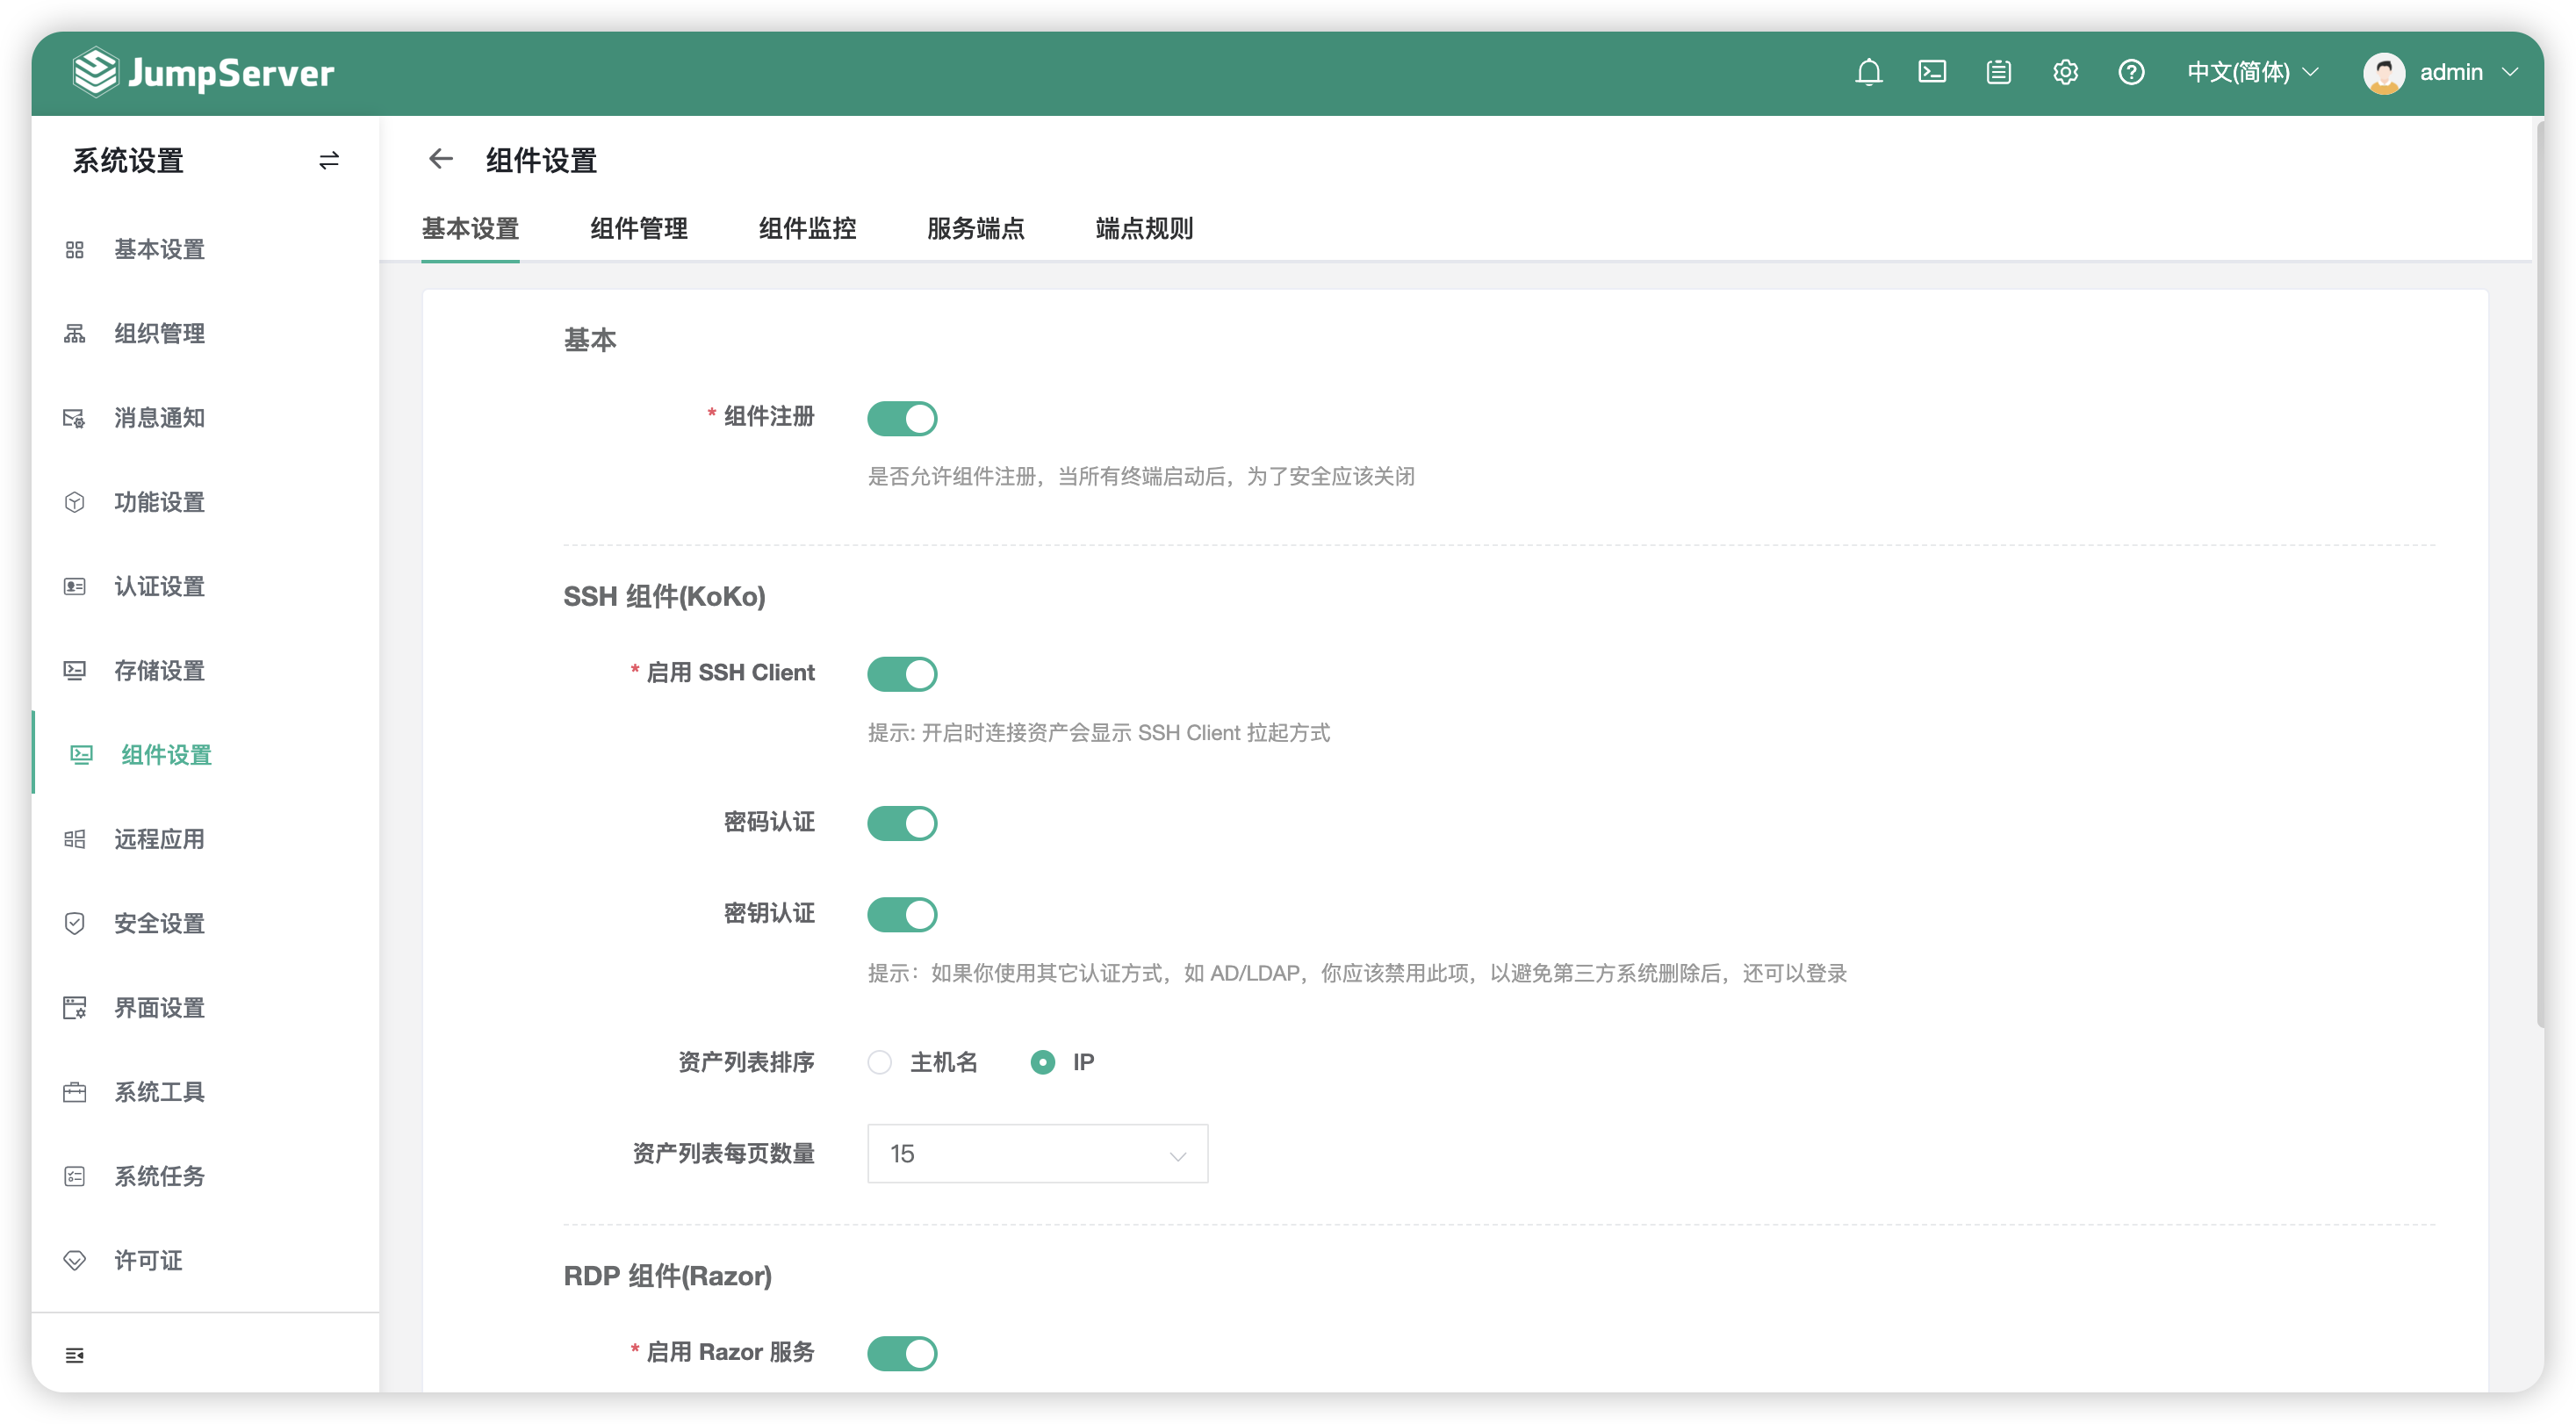 JumpServer
中文(简体)
admin
系统设置
基本设置
组织管理
消息通知
功能设置
认证设置
存储设置
组件设置
远程应用
安全设置
界面设置
系统工具
系统任务
许可证
组件设置
基本设置
组件管理
组件监控
服务端点
端点规则
基本
* 组件注册
是否允许组件注册，当所有终端启动后，为了安全应该关闭
SSH 组件(KoKo)
* 启用 SSH Client
提示: 开启时连接资产会显示 SSH Client 拉起方式
密码认证
密钥认证
提示：如果你使用其它认证方式，如 AD/LDAP，你应该禁用此项，以避免第三方系统删除后，还可以登录
资产列表排序
主机名
IP
资产列表每页数量
15
RDP 组件(Razor)
* 启用 Razor 服务